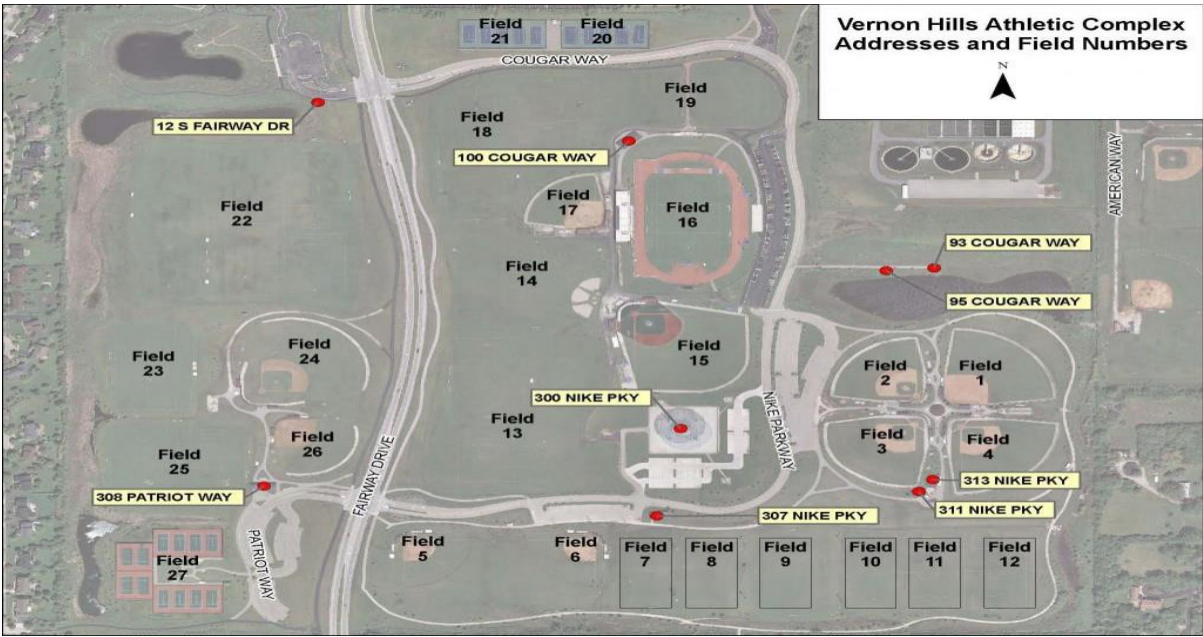 Vernon Hills Athletic Complex
Addresses and Field Numbers
N
Field
21
Field
20
COUGAR WAY
Field
19
Field
18
12 S FAIRWAY DR
100 COUGAR WAY
AMERICAN WAY
Field
17
Field
16
Field
22
93 COUGAR WAY
Field
14
95 COUGAR WAY
Field
24
Field
15
Field
23
Field
2
Field
1
300 NIKE PKY
NIKE PARKWAY
Field
13
Field
26
Field
3
Field
4
Field
25
FAIRWAY DRIVE
308 PATRIOT WAY
313 NIKE PKY
311 NIKE PKY
307 NIKE PKY
PATRIOT WAY
Field
5
Field
6
Field
7
Field
8
Field
9
Field
10
Field
11
Field
12
Field
27